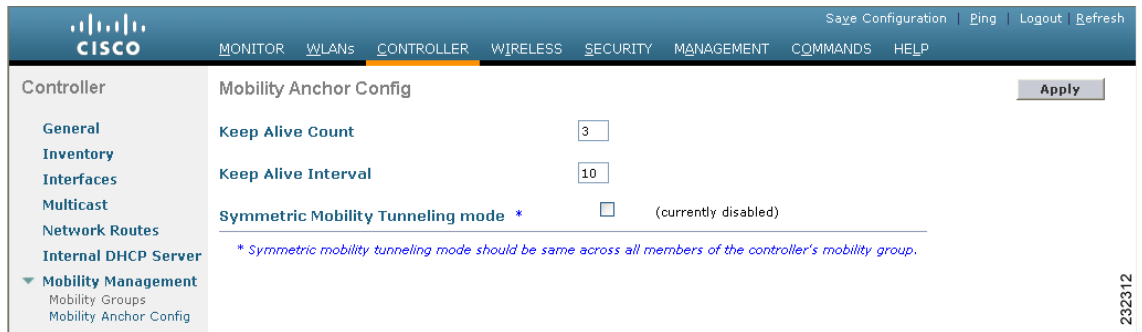 Save Configuration | Ping | Logout | Refresh
CISCO
MONITOR WLANs CONTROLLER WIRELESS SECURITY MANAGEMENT COMMANDS HELP
Controller
Mobility Anchor Config
Apply
General
Inventory
Interfaces
Multicast
Network Routes
Internal DHCP Server
Mobility Management
Mobility Groups
Mobility Anchor Config
Keep Alive Count 3
Keep Alive Interval 10
Symmetric Mobility Tunneling mode * (currently disabled)
* Symmetric mobility tunneling mode should be same across all members of the controller's mobility group.
232312